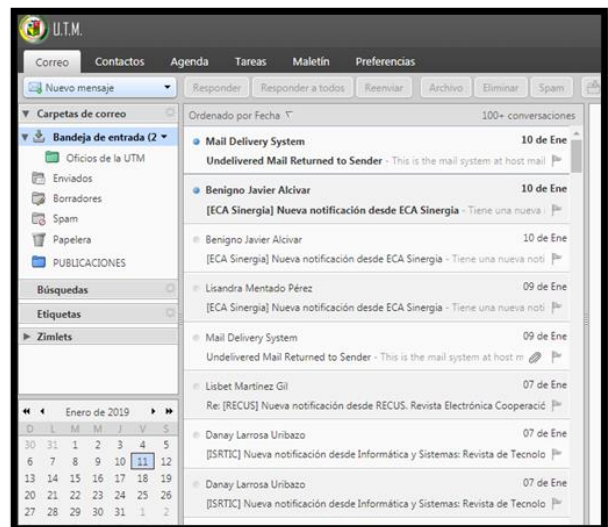 U.T.M.
Correo Contactos Agenda Tareas Maletín Preferencias
Nuevo mensaje Responder Responder a todos Reenviar Archivo Eliminar Spam
Carpetas de correo
Bandeja de entrada (2
Oficios de la UTM
Enviados
Borradores
Spam
Papelera
PUBLICACIONES
Búsquedas
Etiquetas
Zimlets
Ordenado por Fecha 100+ conversaciones
Mail Delivery System 10 de Ene
Undelivered Mail Returned to Sender - This is the mail system at host mail
Benigno Javier Alcivar 10 de Ene
[ECA Sinergia] Nueva notificación desde ECA Sinergia - Tiene una nueva
Benigno Javier Alcivar 10 de Ene
[ECA Sinergia] Nueva notificación desde ECA Sinergia - Tiene una nueva noti
Lisandra Mentado Pérez 09 de Ene
[ECA Sinergia] Nueva notificación desde ECA Sinergia - Tiene una nueva noti
Mail Delivery System 09 de Ene
Undelivered Mail Returned to Sender - This is the mail system at host m
Lisbet Martínez Gil 07 de Ene
Re: [RECUS] Nueva notificación desde RECUS. Revista Electrónica Cooperació
Danay Larrosa Uribazo 07 de Ene
[ISRTIC] Nueva notificación desde Informática y Sistemas: Revista de Tecnolo
Danay Larrosa Uribazo 07 de Ene
[ISRTIC] Nueva notificación desde Informática y Sistemas: Revista de Tecnolo
Enero de 2019
D L M M J V S
30 31 1 2 3 4 5
6 7 8 9 10 11 12
13 14 15 16 17 18 19
20 21 22 23 24 25 26
27 28 29 30 31 1 2